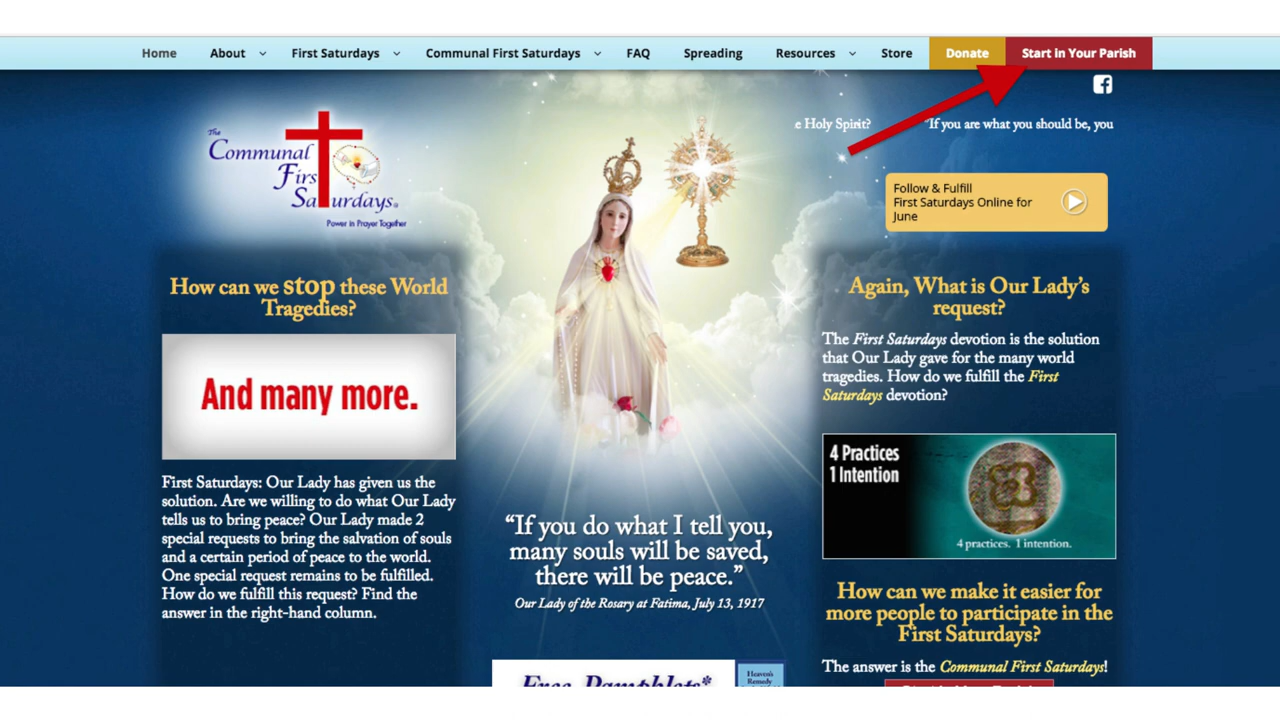 Home About First Saturdays Communal First Saturdays FAQ Spreading Resources Store Donate Start in Your Parish
e Holy Spirit? "If you are what you should be, you
The
Communal
First
Saturdays®
Power in Prayer Together
Follow & Fulfill
First Saturdays Online for
June
How can we stop these World
Tragedies?
And many more.
First Saturdays: Our Lady has given us the
solution. Are we willing to do what Our Lady
tells us to bring peace? Our Lady made 2
special requests to bring the salvation of souls
and a certain period of peace to the world.
One special request remains to be fulfilled.
How do we fulfill this request? Find the
answer in the right-hand column.
“If you do what I tell you,
many souls will be saved,
there will be peace.”
Our Lady of the Rosary at Fatima, July 13, 1917
Free Pamphlets*
Heaven's
Remedy
Again, What is Our Lady’s
request?
The First Saturdays devotion is the solution
that Our Lady gave for the many world
tragedies. How do we fulfill the First
Saturdays devotion?
4 Practices
1 Intention
4 practices. 1 intention.
How can we make it easier for
more people to participate in the
First Saturdays?
The answer is the Communal First Saturdays!